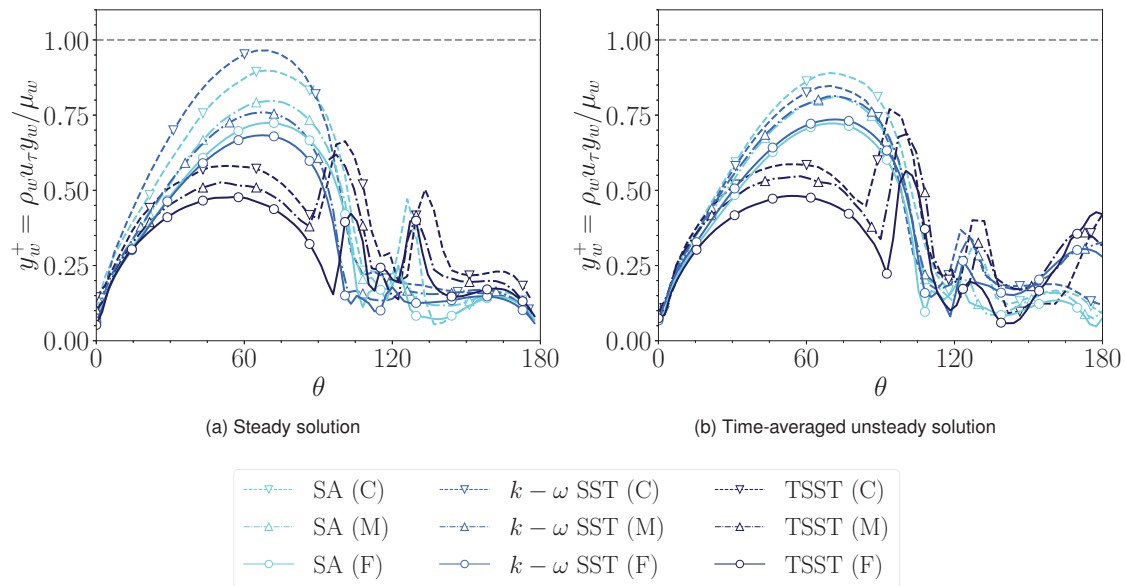 1.00
0.75
0.50
0.25
0.00
y_w^+ = ρ_w u_τ y_w/μ_w
0 60 120 180
θ
(a) Steady solution
1.00
0.75
0.50
0.25
0.00
y_w^+ = ρ_w u_τ y_w/μ_w
0 60 120 180
θ
(b) Time-averaged unsteady solution
SA (C) k − ω SST (C) TSST (C)
SA (M) k − ω SST (M) TSST (M)
SA (F) k − ω SST (F) TSST (F)